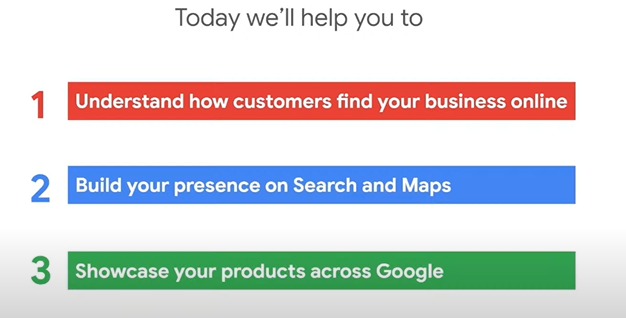 Today we’ll help you to
1 Understand how customers find your business online
2 Build your presence on Search and Maps
3 Showcase your products across Google